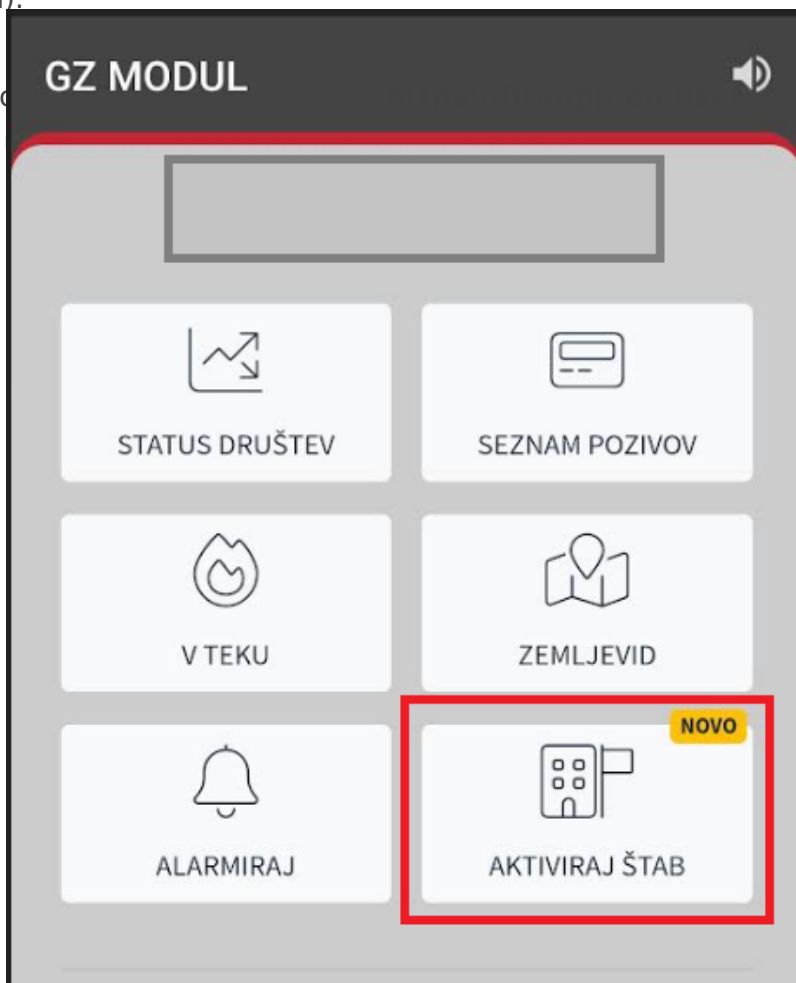 GZ MODUL
STATUS DRUŠTEV
SEZNAM POZIVOV
V TEKU
ZEMLJEVID
NOVO
ALARMIRAJ
AKTIVIRAJ ŠTAB